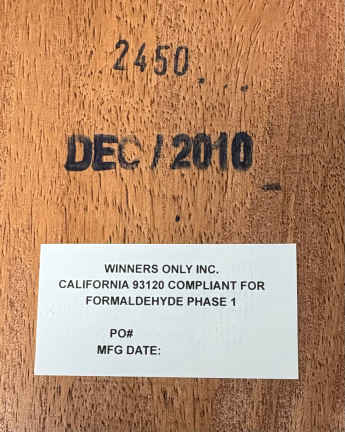 2450
DEC / 2010
WINNERS ONLY INC.
CALIFORNIA 93120 COMPLIANT FOR
FORMALDEHYDE PHASE 1
PO#
MFG DATE: